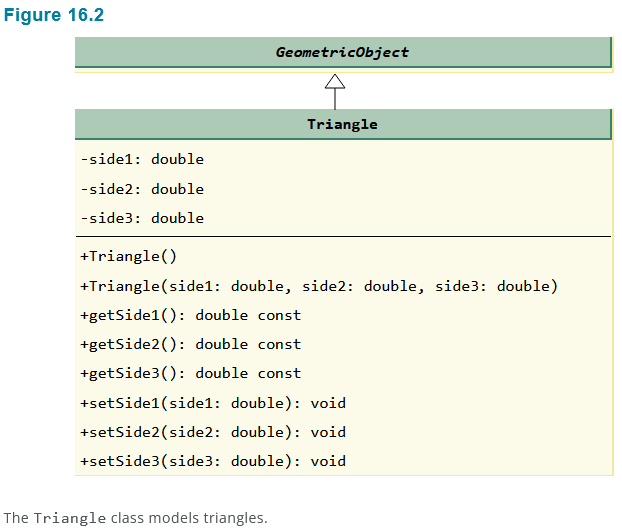 Figure 16.2
GeometricObject
Triangle
-side1: double
-side2: double
-side3: double
+Triangle()
+Triangle(side1: double, side2: double, side3: double)
+getSide1(): double const
+getSide2(): double const
+getSide3(): double const
+setSide1(side1: double): void
+setSide2(side2: double): void
+setSide3(side3: double): void
The Triangle class models triangles.